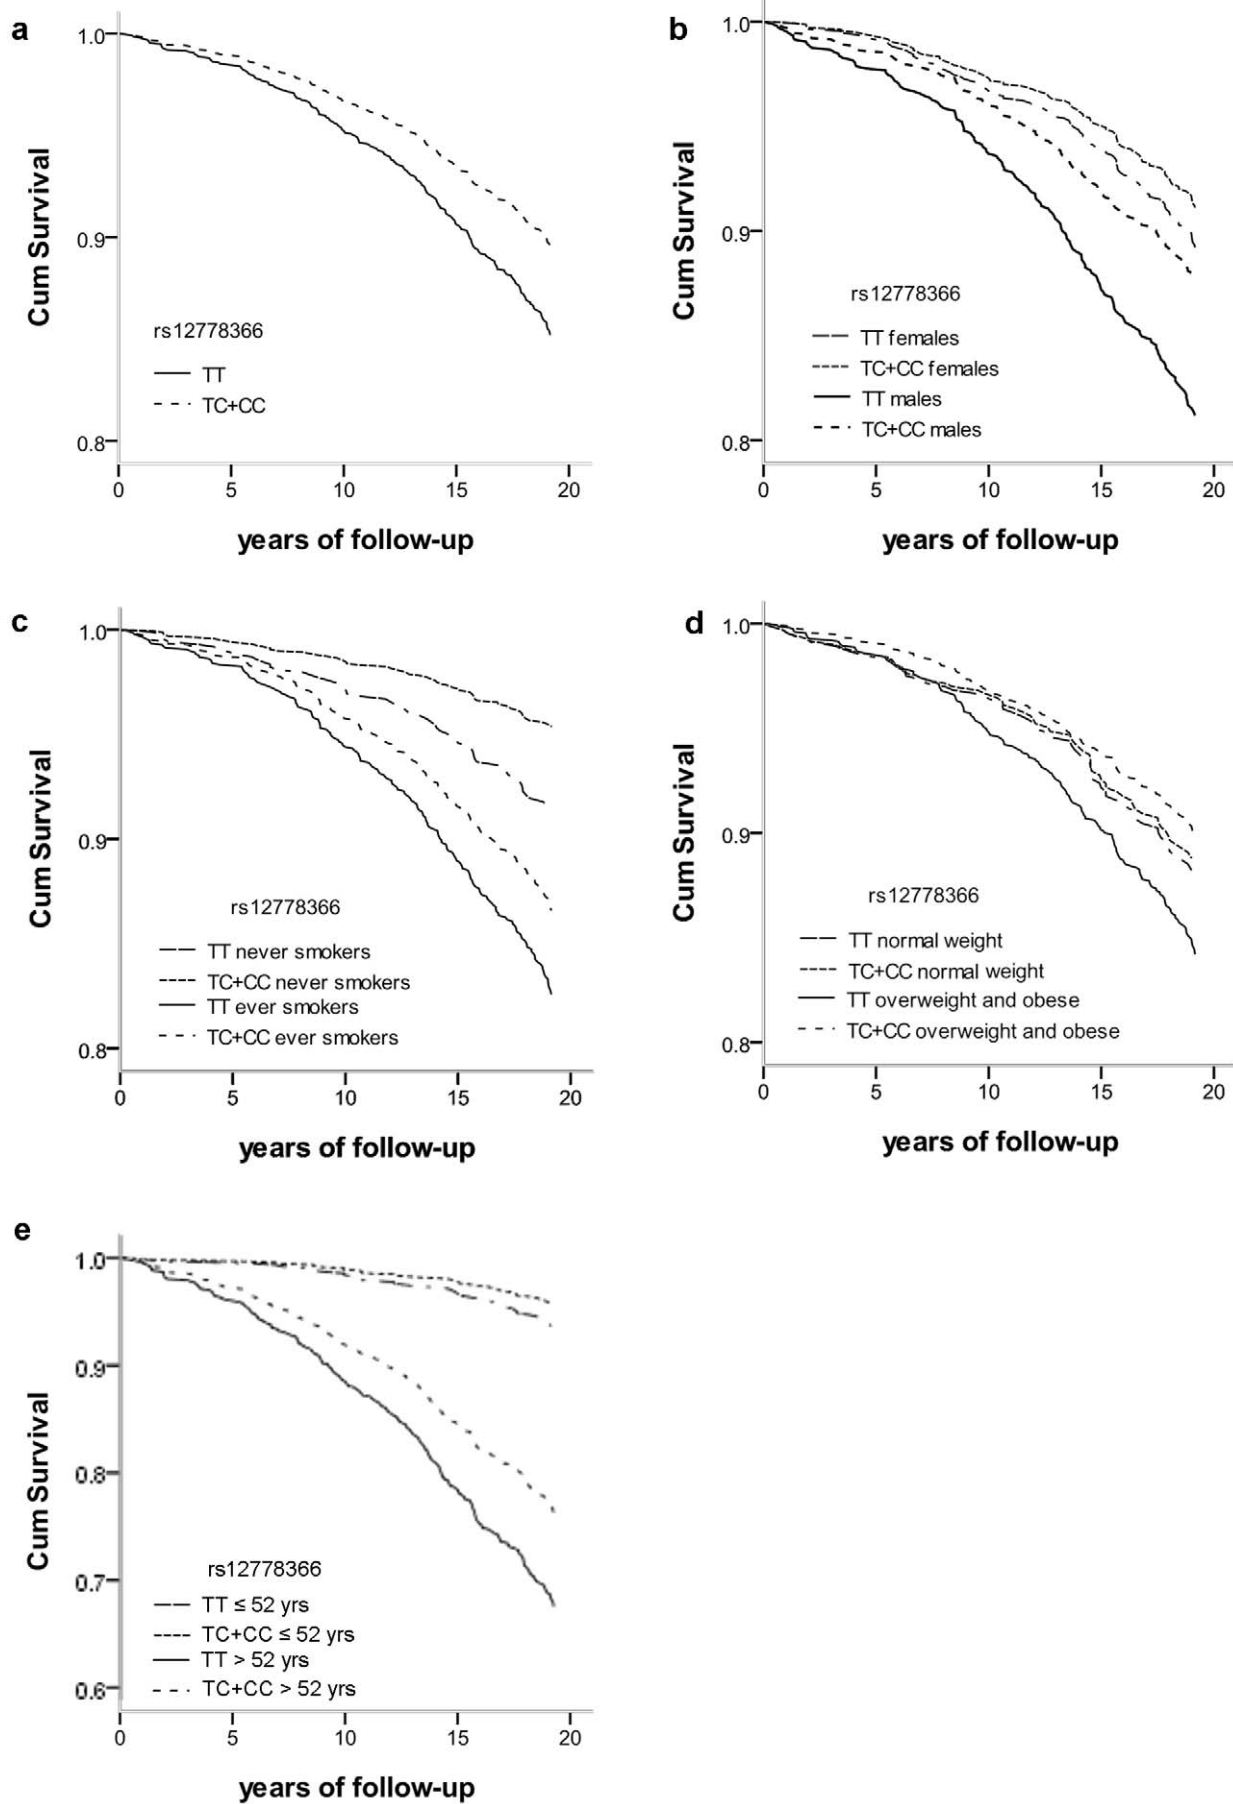 a
1.0
0.9
0.8
Cum Survival
rs12778366
TT
TC+CC
0 5 10 15 20
years of follow-up
b
1.0
0.9
0.8
Cum Survival
rs12778366
TT females
TC+CC females
TT males
TC+CC males
0 5 10 15 20
years of follow-up
c
1.0
0.9
0.8
Cum Survival
rs12778366
TT never smokers
TC+CC never smokers
TT ever smokers
TC+CC ever smokers
0 5 10 15 20
years of follow-up
d
1.0
0.9
0.8
Cum Survival
rs12778366
TT normal weight
TC+CC normal weight
TT overweight and obese
TC+CC overweight and obese
0 5 10 15 20
years of follow-up
e
1.0
0.9
0.8
0.7
0.6
Cum Survival
rs12778366
TT ≤ 52 yrs
TC+CC ≤ 52 yrs
TT > 52 yrs
TC+CC > 52 yrs
0 5 10 15 20
years of follow-up